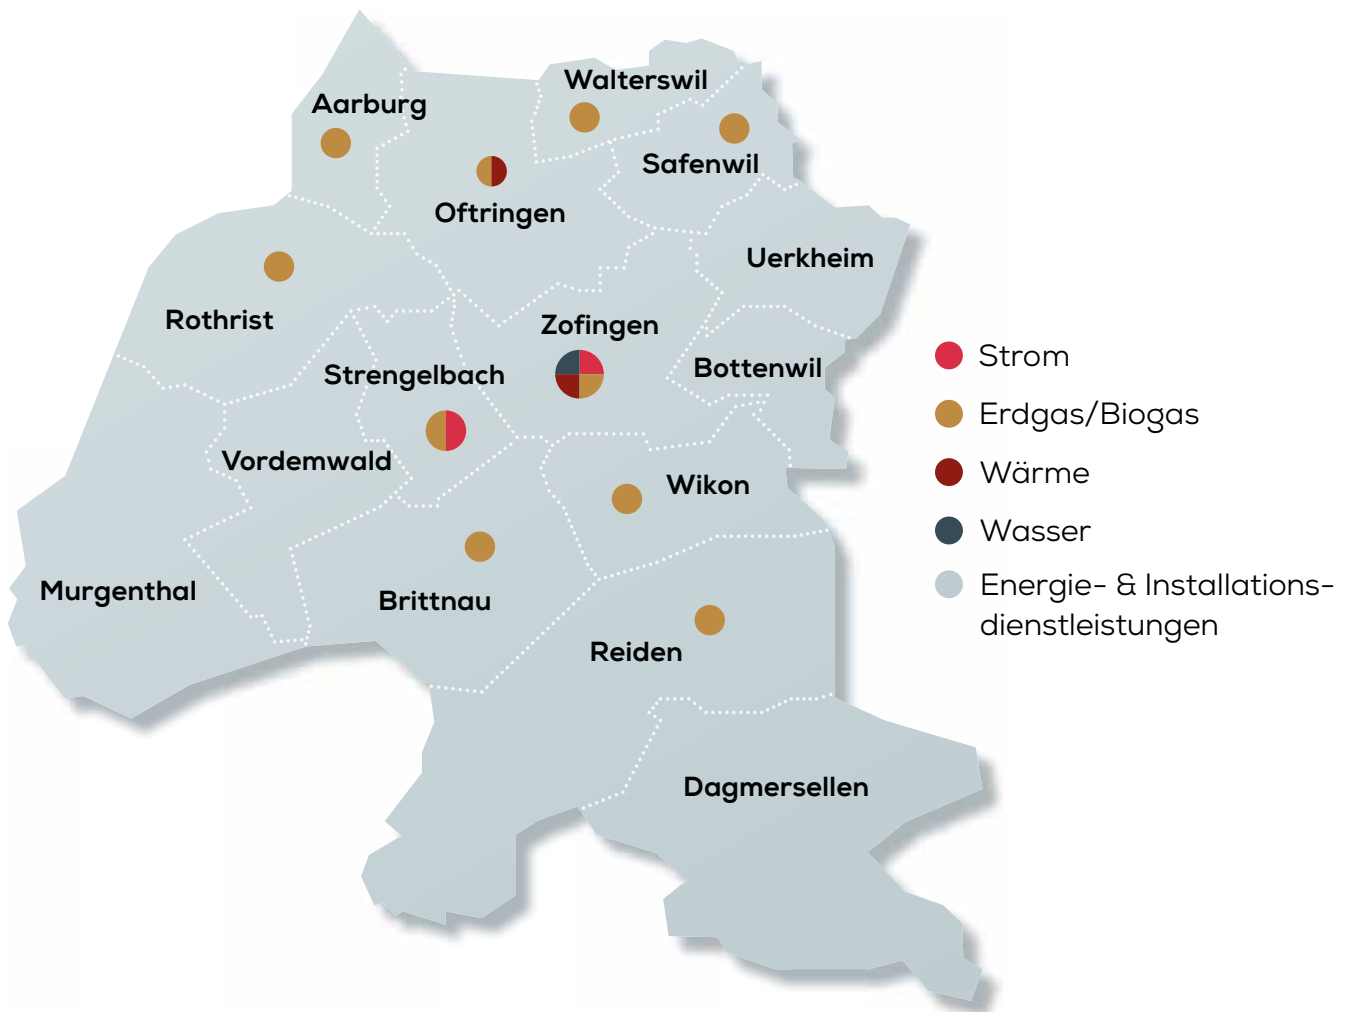 Walterswil
Aarburg
Safenwil
Oftringen
Uerkheim
Rothrist
Zofingen
Bottenwil
Strengelbach
Vordemwald
Wikon
Murgenthal
Brittnau
Reiden
Dagmersellen
Strom
Erdgas/Biogas
Wärme
Wasser
Energie- & Installations-
dienstleistungen